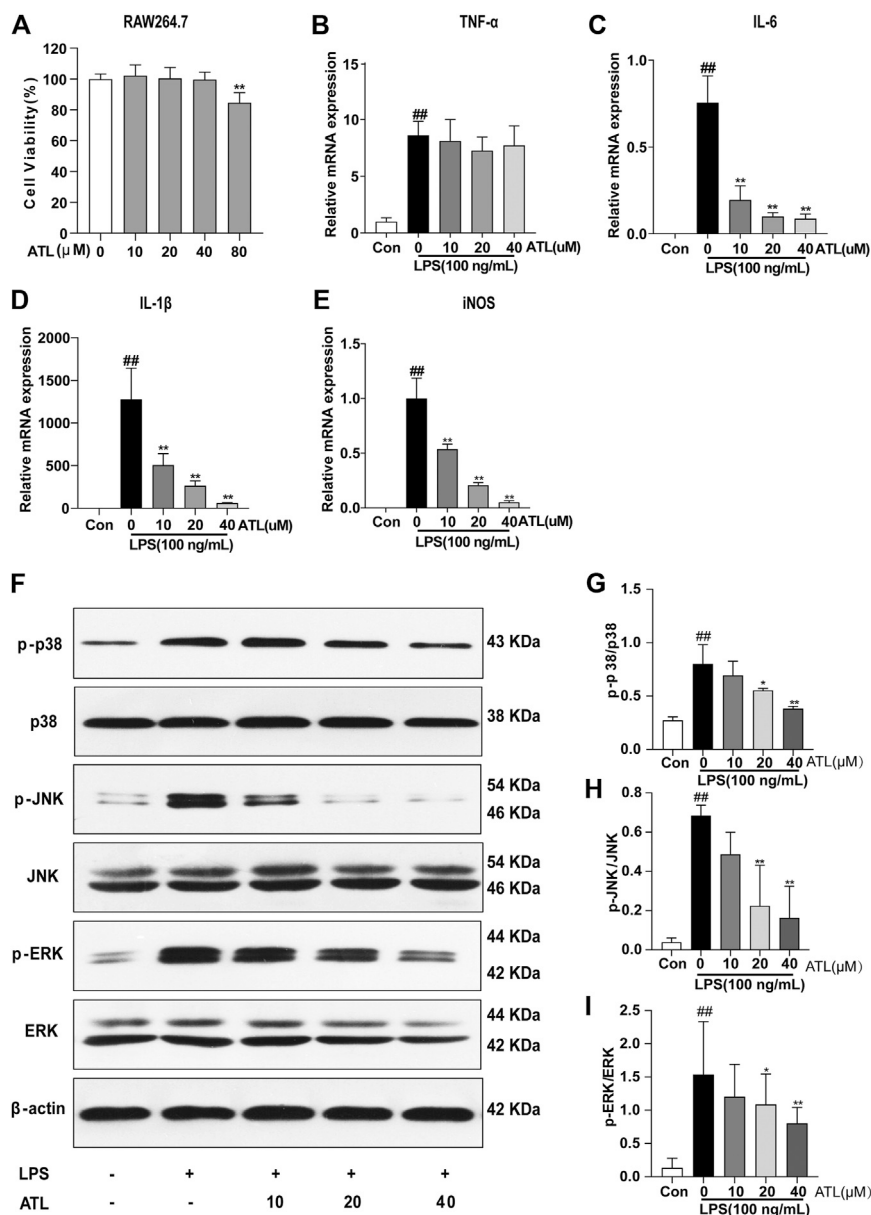 A
RAW264.7
Cell Viability(%)
120
100
80
60
40
20
0
**
ATL(μM) 0 10 20 40 80
B
TNF-α
Relative mRNA expression
15
10
5
0
##
Con 0 10 20 40 ATL(uM)
LPS(100 ng/mL)
C
IL-6
Relative mRNA expression
1.0
0.5
0.0
##
** ** **
Con 0 10 20 40 ATL(uM)
LPS(100 ng/mL)
D
IL-1β
Relative mRNA expression
2000
1500
1000
500
0
##
** ** **
Con 0 10 20 40 ATL(uM)
LPS(100 ng/mL)
E
iNOS
Relative mRNA expression
1.5
1.0
0.5
0.0
##
** ** **
Con 0 10 20 40 ATL(uM)
LPS(100 ng/mL)
F
p-p38 43 KDa
p38 38 KDa
p-JNK 54 KDa
46 KDa
JNK 54 KDa
46 KDa
p-ERK 44 KDa
42 KDa
ERK 44 KDa
42 KDa
β-actin 42 KDa
LPS - + + + +
ATL - - 10 20 40
G
p-p 38/p38
1.5
1.0
0.5
0.0
##
* **
Con 0 10 20 40 ATL(μM)
LPS(100 ng/mL)
H
p-JNK/JNK
0.8
0.6
0.4
0.2
0.0
##
** **
Con 0 10 20 40 ATL(μM)
LPS(100 ng/mL)
I
p-ERK/ERK
2.5
2.0
1.5
1.0
0.5
0.0
##
* **
Con 0 10 20 40 ATL(μM)
LPS(100 ng/mL)